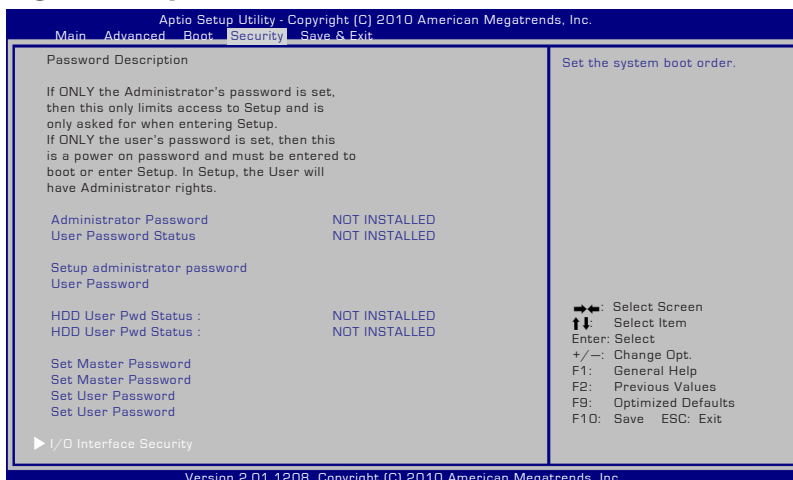 Aptio Setup Utility - Copyright (C) 2010 American Megatrends, Inc.
Main Advanced Boot Security Save & Exit
Password Description
If ONLY the Administrator's password is set,
then this only limits access to Setup and is
only asked for when entering Setup.
If ONLY the user's password is set, then this
is a power on password and must be entered to
boot or enter Setup. In Setup, the User will
have Administrator rights.
Administrator Password NOT INSTALLED
User Password Status NOT INSTALLED
Setup administrator password
User Password
HDD User Pwd Status : NOT INSTALLED
HDD User Pwd Status : NOT INSTALLED
Set Master Password
Set Master Password
Set User Password
Set User Password
I/O Interface Security
Set the system boot order.
→←: Select Screen
↑↓: Select Item
Enter: Select
+/—: Change Opt.
F1: General Help
F2: Previous Values
F9: Optimized Defaults
F10: Save ESC: Exit
Version 2.01.1208. Copyright (C) 2010 American Megatrends, Inc.